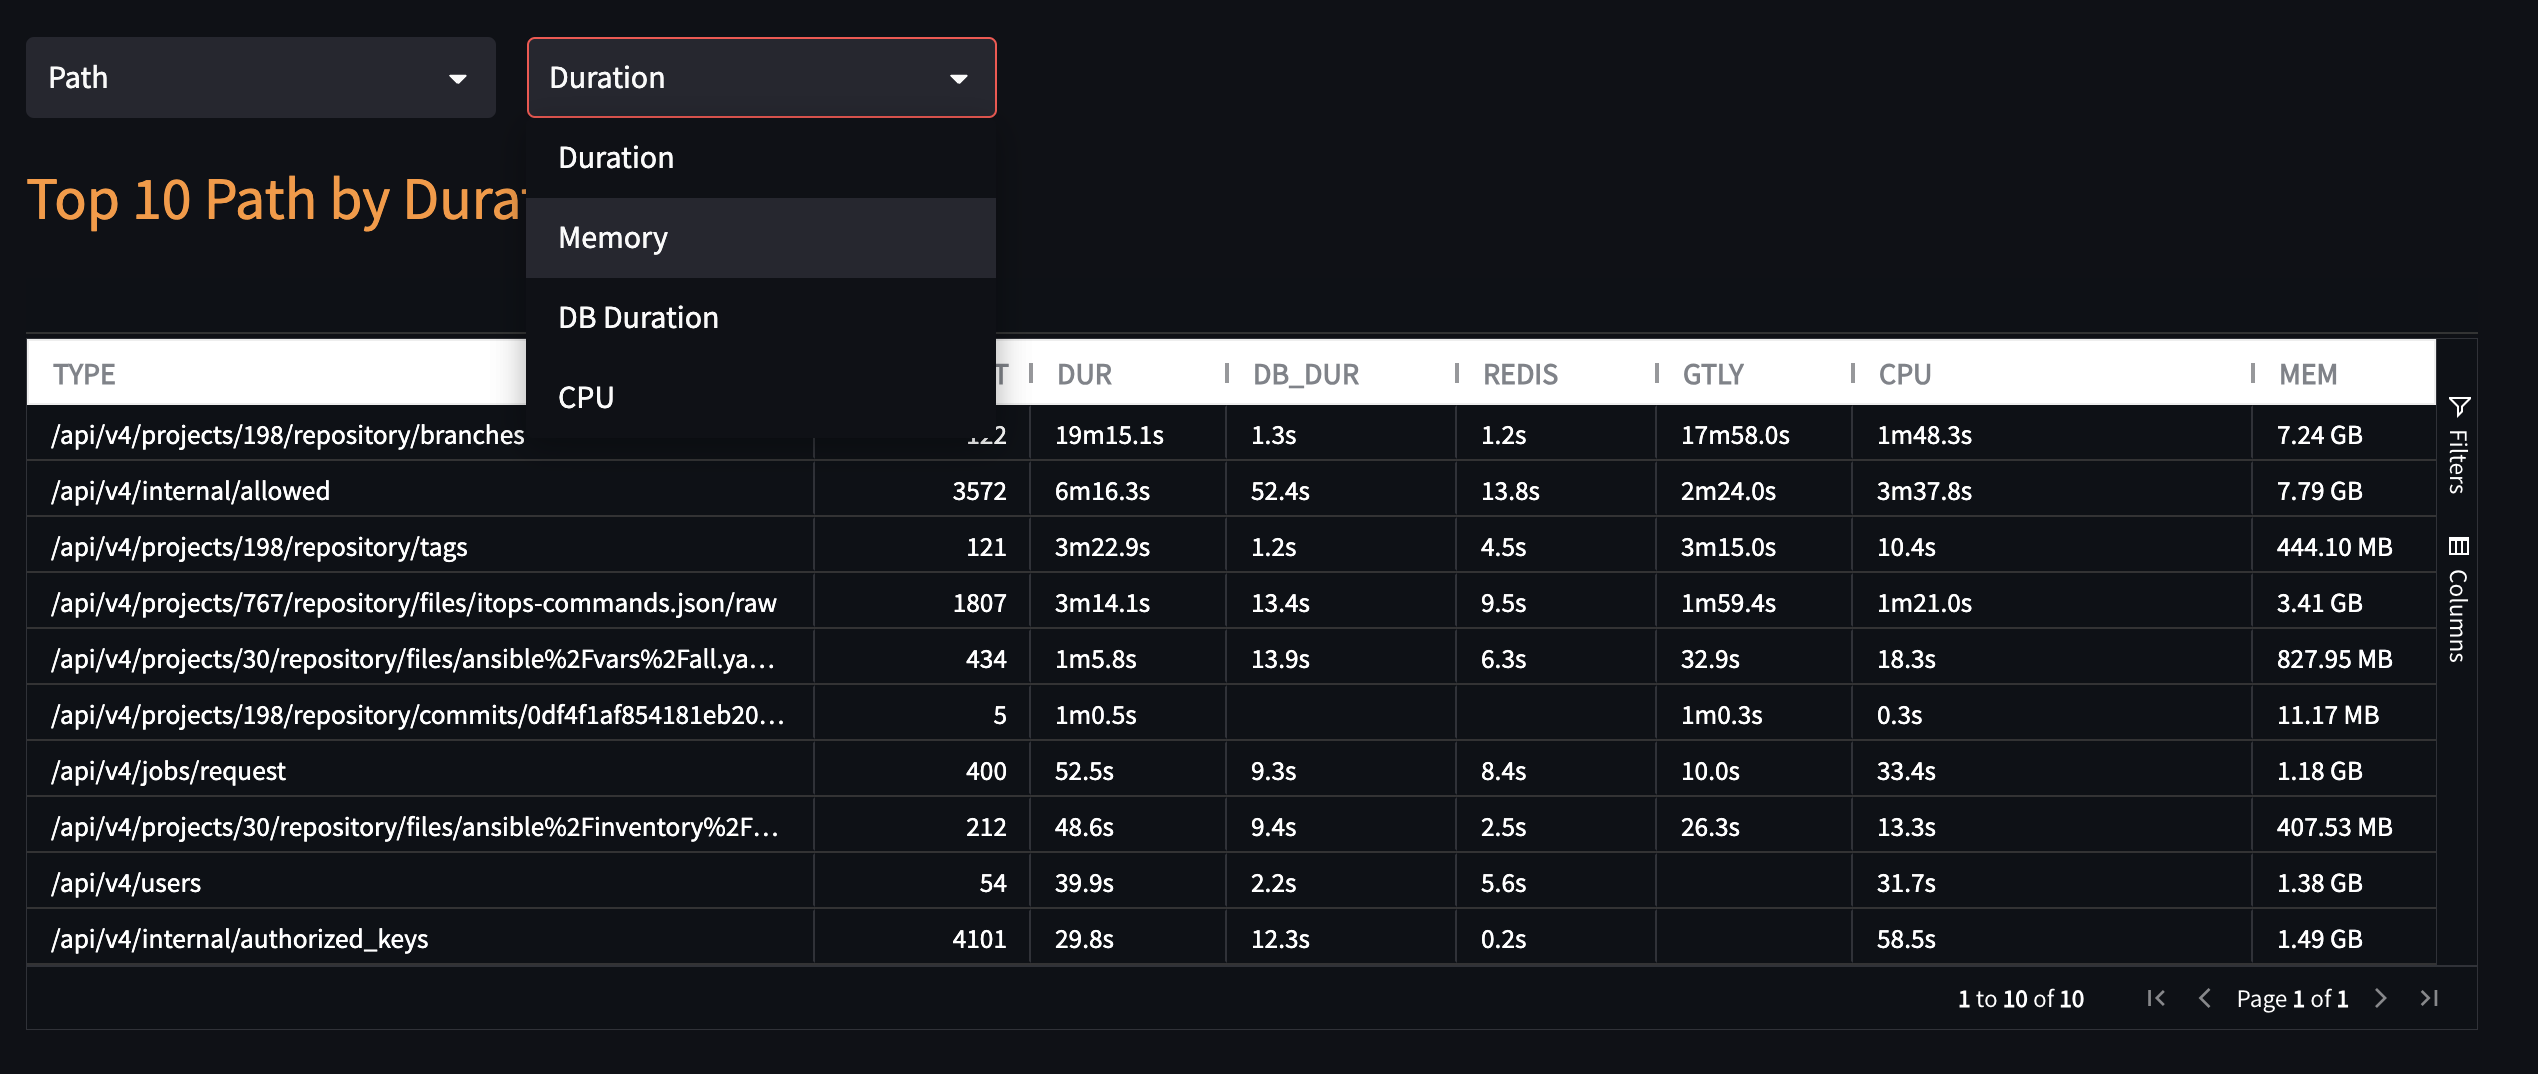 Path
Duration
Duration
Memory
DB Duration
CPU
Top 10 Path by Dura
TYPE T DUR DB_DUR REDIS GTLY CPU MEM
/api/v4/projects/198/repository/branches 122 19m15.1s 1.3s 1.2s 17m58.0s 1m48.3s 7.24 GB
/api/v4/internal/allowed 3572 6m16.3s 52.4s 13.8s 2m24.0s 3m37.8s 7.79 GB
/api/v4/projects/198/repository/tags 121 3m22.9s 1.2s 4.5s 3m15.0s 10.4s 444.10 MB
/api/v4/projects/767/repository/files/itops-commands.json/raw 1807 3m14.1s 13.4s 9.5s 1m59.4s 1m21.0s 3.41 GB
/api/v4/projects/30/repository/files/ansible%2Fvars%2Fall.ya... 434 1m5.8s 13.9s 6.3s 32.9s 18.3s 827.95 MB
/api/v4/projects/198/repository/commits/0df4f1af854181eb20... 5 1m0.5s 1m0.3s 0.3s 11.17 MB
/api/v4/jobs/request 400 52.5s 9.3s 8.4s 10.0s 33.4s 1.18 GB
/api/v4/projects/30/repository/files/ansible%2Finventory%2F... 212 48.6s 9.4s 2.5s 26.3s 13.3s 407.53 MB
/api/v4/users 54 39.9s 2.2s 5.6s 31.7s 1.38 GB
/api/v4/internal/authorized_keys 4101 29.8s 12.3s 0.2s 58.5s 1.49 GB
Filters
Columns
1 to 10 of 10 Page 1 of 1